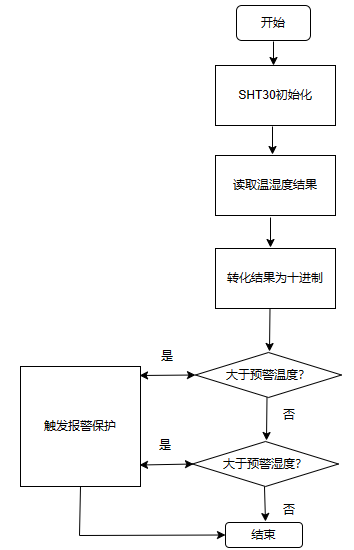 开始
SHT30初始化
读取温湿度结果
转化结果为十进制
是
大于预警温度？
否
触发报警保护
是
大于预警湿度？
否
结束